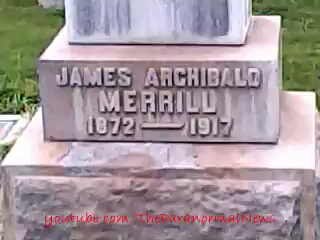 JAMES ARCHIBALD
MERRILL
1872 — 1917
youtube.com/TheParanormalNews